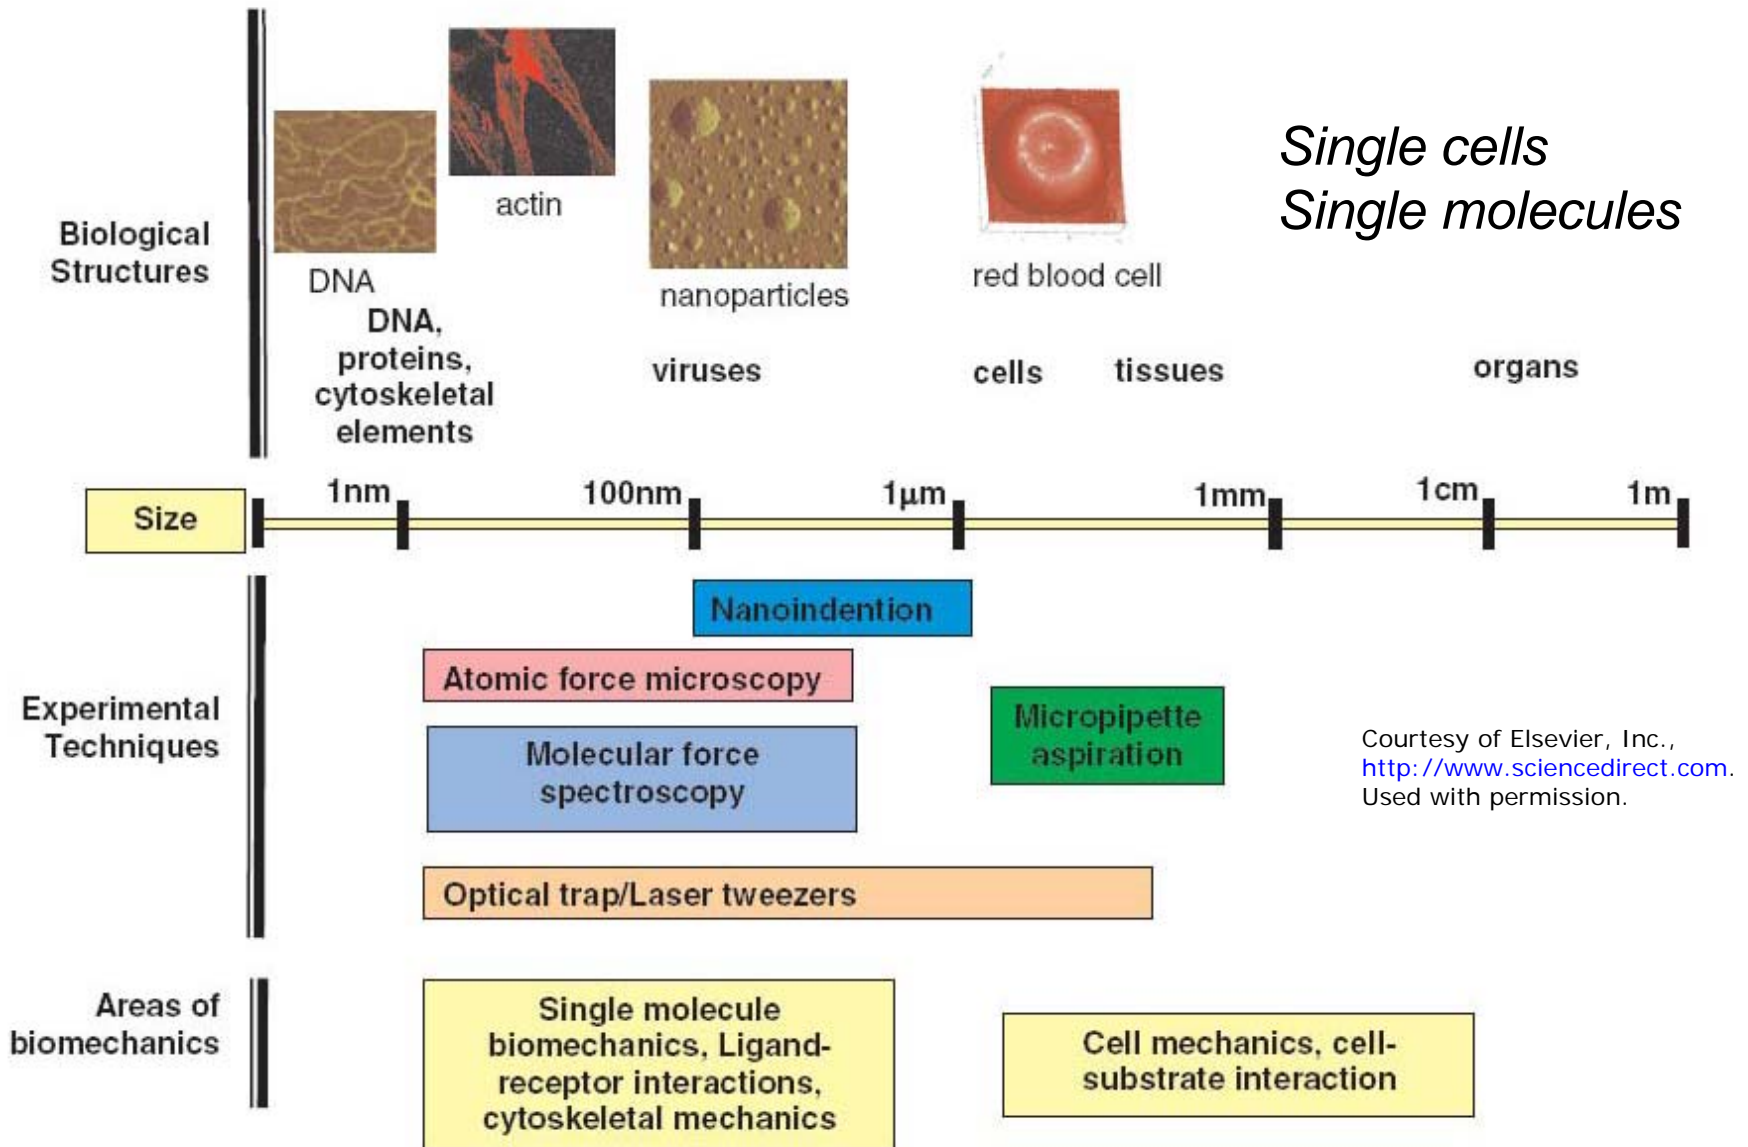 Single cells
Single molecules
Biological
Structures
DNA
actin
nanoparticles
red blood cell
DNA,
proteins,
cytoskeletal
elements
viruses
cells
tissues
organs
Size
1nm
100nm
1µm
1mm
1cm
1m
Experimental
Techniques
Nanoindention
Atomic force microscopy
Molecular force
spectroscopy
Optical trap/Laser tweezers
Micropipette
aspiration
Courtesy of Elsevier, Inc.,
http://www.sciencedirect.com.
Used with permission.
Areas of
biomechanics
Single molecule
biomechanics, Ligand-
receptor interactions,
cytoskeletal mechanics
Cell mechanics, cell-
substrate interaction